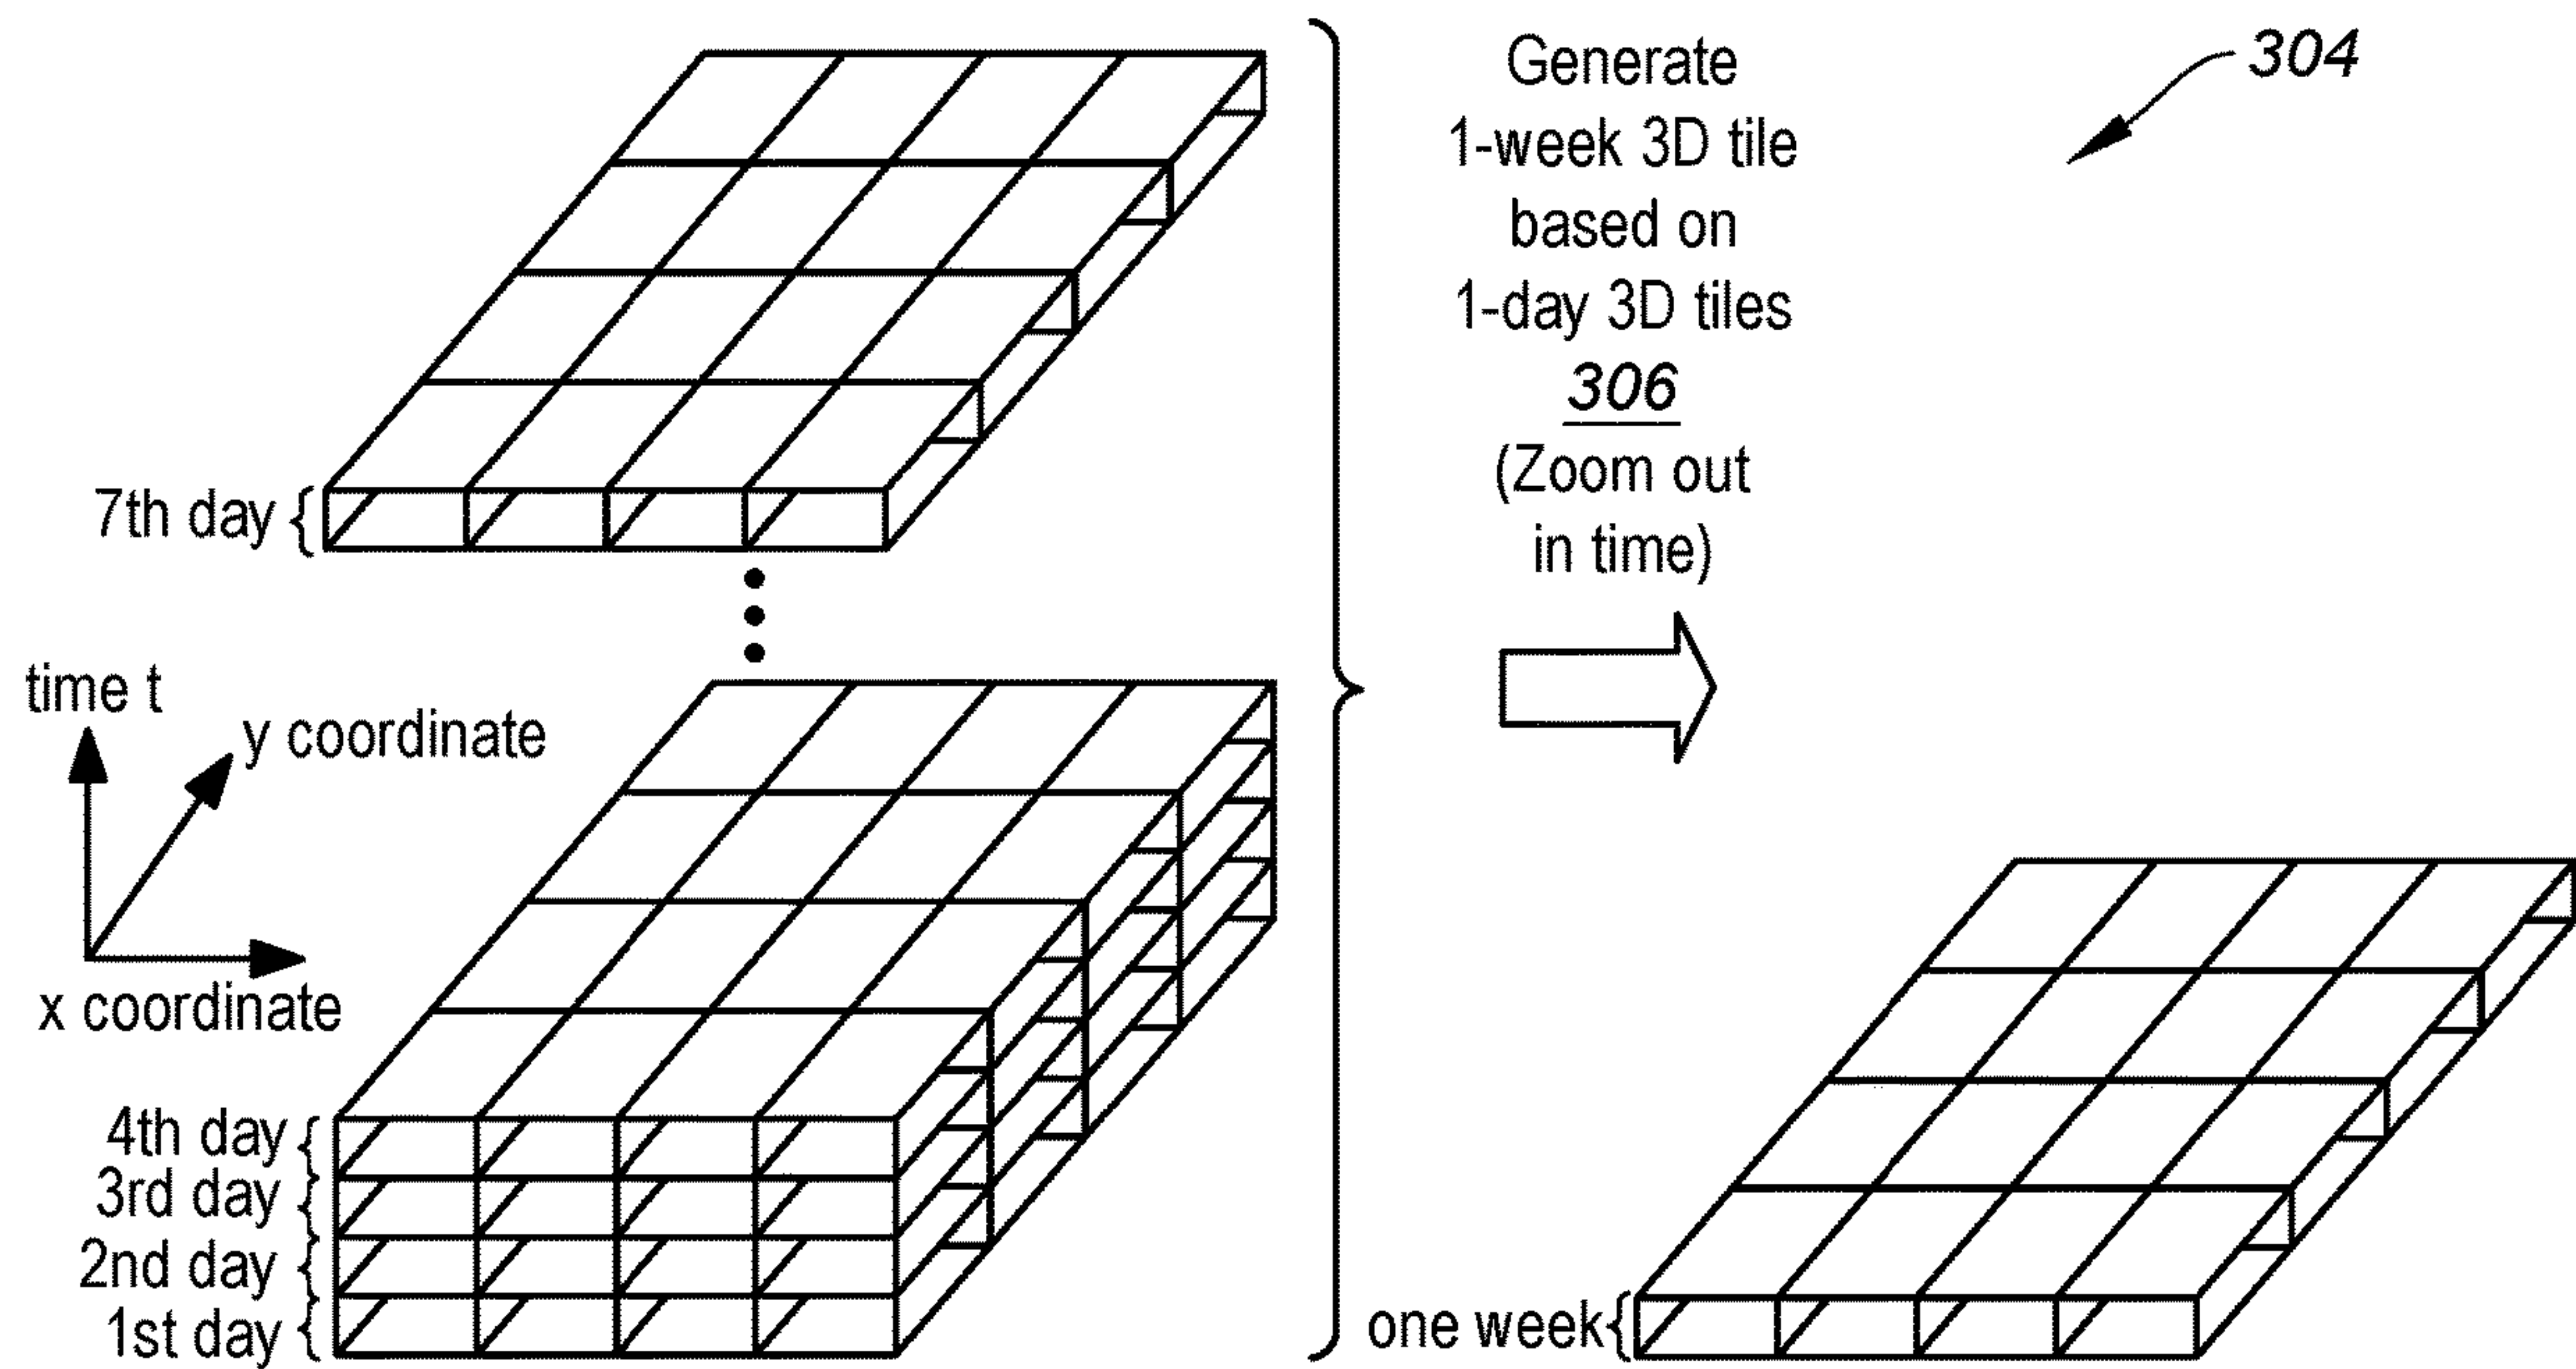 Generate
1-week 3D tile
based on
1-day 3D tiles
306
(Zoom out
in time)
304
7th day
time t
y coordinate
x coordinate
4th day
3rd day
2nd day
1st day
one week